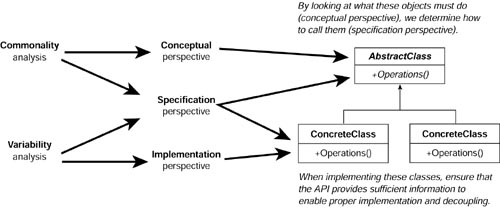 By looking at what these objects must do
(conceptual perspective), we determine how
to call them (specification perspective).
Commonality
analysis
Conceptual
perspective
AbstractClass
+Operations()
Specification
perspective
Variability
analysis
Implementation
perspective
ConcreteClass
+Operations()
ConcreteClass
+Operations()
When implementing these classes, ensure that
the API provides sufficient information to
enable proper implementation and decoupling.